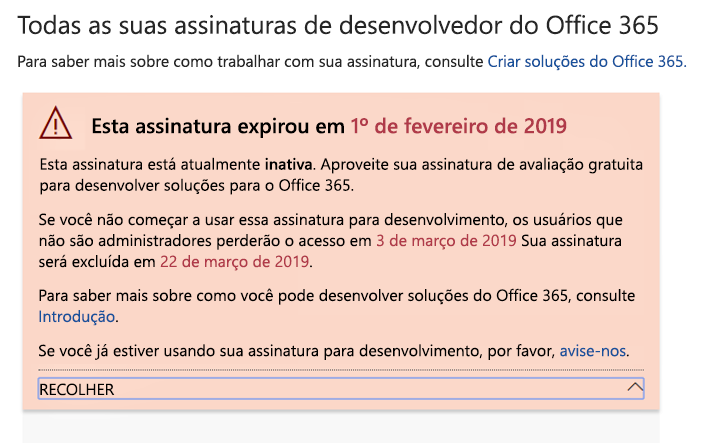 Todas as suas assinaturas de desenvolvedor do Office 365
Para saber mais sobre como trabalhar com sua assinatura, consulte Criar soluções do Office 365.
Esta assinatura expirou em 1º de fevereiro de 2019
Esta assinatura está atualmente inativa. Aproveite sua assinatura de avaliação gratuita
para desenvolver soluções para o Office 365.
Se você não começar a usar essa assinatura para desenvolvimento, os usuários que
não são administradores perderão o acesso em 3 de março de 2019 Sua assinatura
será excluída em 22 de março de 2019.
Para saber mais sobre como você pode desenvolver soluções do Office 365, consulte
Introdução.
Se você já estiver usando sua assinatura para desenvolvimento, por favor, avise-nos.
RECOLHER